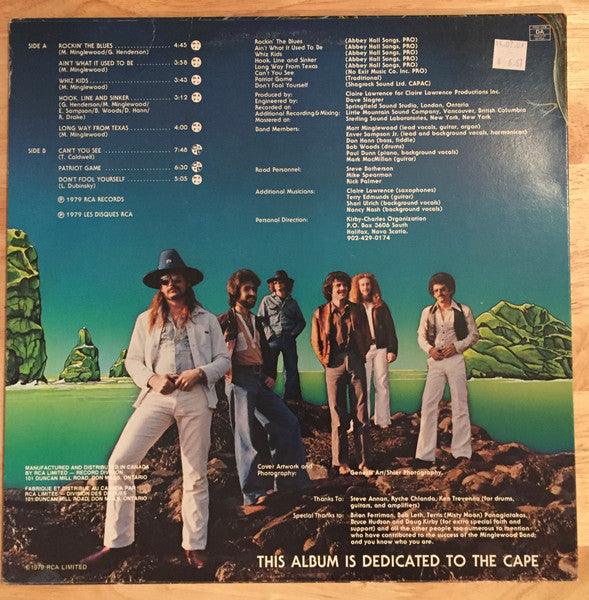 SIDE A
ROCKIN' THE BLUES 4:45
(M. Minglewood/G. Henderson)
AIN'T WHAT IT USED TO BE 3:58
(M. Minglewood)
WHIZ KIDS 3:43
(M. Minglewood)
HOOK, LINE AND SINKER 3:12
(G. Henderson/M. Minglewood/
E. Sampson/B. Woods/D. Hann/
R. Drake)
LONG WAY FROM TEXAS 4:00
(M. Minglewood)
SIDE B
CAN'T YOU SEE 7:48
(T. Caldwell)
PATRIOT GAME 6:30
DON'T FOOL YOURSELF 5:05
(L. Dubinsky)
Ⓟ 1979 RCA RECORDS
Ⓟ 1979 LES DISQUES RCA
Rockin' The Blues (Abbey Hall Songs, PRO)
Ain't What It Used To Be (Abbey Hall Songs, PRO)
Whiz Kids (Abbey Hall Songs, PRO)
Hook, Line and Sinker (Abbey Hall Songs, PRO)
Long Way From Texas (Abbey Hall Songs, PRO)
Can't You See (No Exit Music Co. Inc. PRO)
Patriot Game (Traditional)
Don't Fool Yourself (Shagrock Sound Ltd. CAPAC)
Produced by: Claire Lawrence for Claire Lawrence Productions Inc.
Engineered by: Dave Slagter
Recorded at: Springfield Sound Studio, London, Ontario
Additional Recording & Mixing: Little Mountain Sound Company, Vancouver, British Columbia
Mastered at: Sterling Sound Laboratories, New York, New York
Band Members: Matt Minglewood (lead vocals, guitar, organ)
Enver Sampson Jr. (lead and background vocals, harmonica)
Don Hann (bass, fiddle)
Bob Woods (drums)
Paul Dunn (piano, background vocals)
Mark MacMillan (guitar)
Road Personnel: Steve Batherson
Mike Spearman
Rick Palmer
Additional Musicians: Claire Lawrence (saxophones)
Terry Edmunds (guitar)
Shari Ulrich (background vocals)
Nancy Nash (background vocals)
Personal Direction: Kirby-Charles Organization
P.O. Box 3606 South
Halifax, Nova Scotia.
902-429-0174
MANUFACTURED AND DISTRIBUTED IN CANADA
BY RCA LIMITED — RECORD DIVISION
101 DUNCAN MILL ROAD, DON MILLS, ONTARIO
FABRIQUE ET DISTRIBUE AU CANADA PAR
RCA LIMITES — DIVISION DES DISQUES
101 DUNCAN MILL ROAD, DON MILLS, ONTARIO
Cover Artwork and
Photography: Genesis Art/Shier Photography.
Thanks To: Steve Annan, Ryche Chlanda, Ken Trevenna (for drums,
guitars, and amplifiers)
Special Thanks to: Brian Ferriman, Bob Leth, Terris (Misty Moon) Panagiotakos,
Bruce Hudson and Doug Kirby (for extra special faith and
support) and all the other people too numerous to mention
who have contributed to the success of the Minglewood Band;
and you know who you are.
THIS ALBUM IS DEDICATED TO THE CAPE
©1979 RCA LIMITED